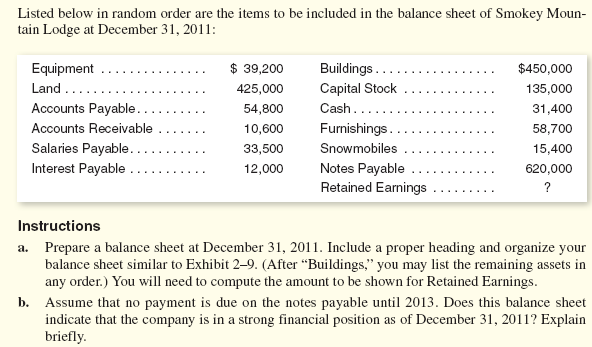 Listed below in random order are the items to be included in the balance sheet of Smokey Moun-
tain Lodge at December 31, 2011:
Equipment ............... $ 39,200 Buildings................. $450,000
Land .................... 425,000 Capital Stock ............. 135,000
Accounts Payable........ 54,800 Cash.................... 31,400
Accounts Receivable ....... 10,600 Furnishings............... 58,700
Salaries Payable........... 33,500 Snowmobiles ............. 15,400
Interest Payable ........... 12,000 Notes Payable ............ 620,000
Retained Earnings ......... ?
Instructions
a. Prepare a balance sheet at December 31, 2011. Include a proper heading and organize your
balance sheet similar to Exhibit 2–9. (After “Buildings,” you may list the remaining assets in
any order.) You will need to compute the amount to be shown for Retained Earnings.
b. Assume that no payment is due on the notes payable until 2013. Does this balance sheet
indicate that the company is in a strong financial position as of December 31, 2011? Explain
briefly.